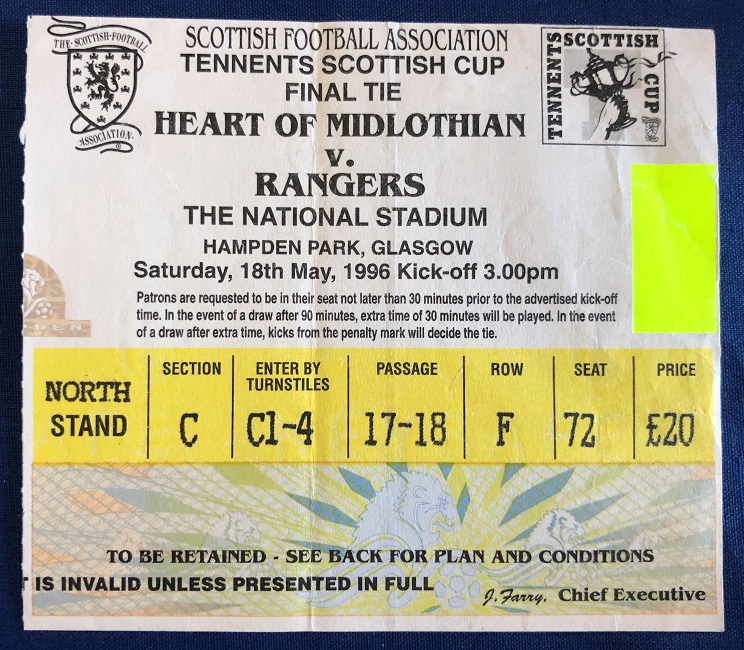 THE SCOTTISH FOOTBALL
ASSOCIATION
SCOTTISH FOOTBALL ASSOCIATION
TENNENTS SCOTTISH CUP
FINAL TIE
HEART OF MIDLOTHIAN
v.
RANGERS
THE NATIONAL STADIUM
HAMPDEN PARK, GLASGOW
Saturday, 18th May, 1996 Kick-off 3.00pm
TENNENTS
SCOTTISH
CUP
Patrons are requested to be in their seat not later than 30 minutes prior to the advertised kick-off
time. In the event of a draw after 90 minutes, extra time of 30 minutes will be played. In the event
of a draw after extra time, kicks from the penalty mark will decide the tie.
NORTH
STAND
SECTION
C
ENTER BY
TURNSTILES
C1-4
PASSAGE
17-18
ROW
F
SEAT
72
PRICE
£20
TO BE RETAINED - SEE BACK FOR PLAN AND CONDITIONS
T IS INVALID UNLESS PRESENTED IN FULL
J. Farry. Chief Executive